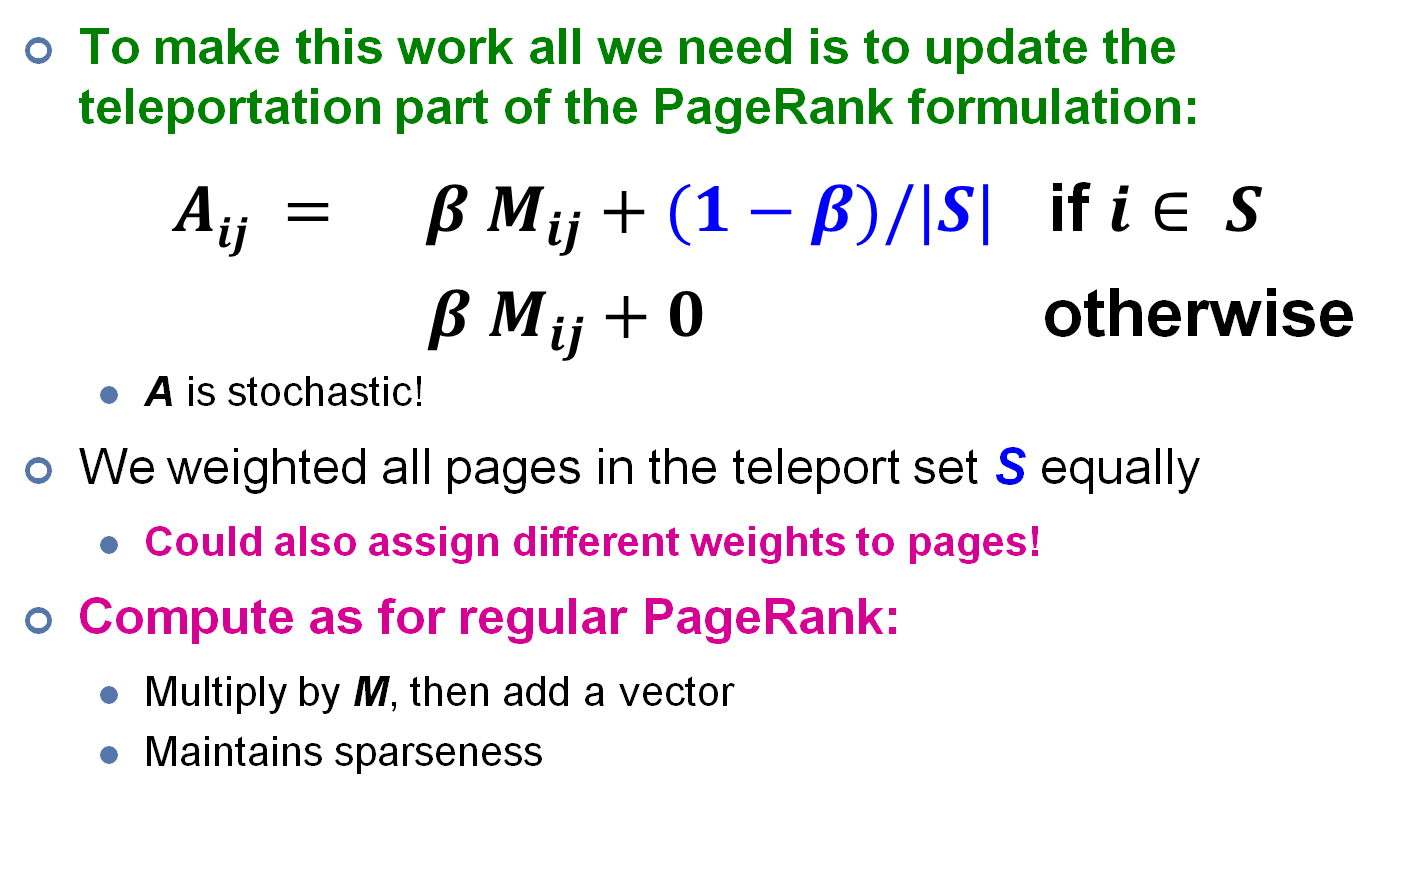 To make this work all we need is to update the
teleportation part of the PageRank formulation:
𝑨ᵢⱼ = 𝜷 𝑴ᵢⱼ + (𝟏 − 𝜷)/|𝑺| if 𝒊 ∈ 𝑺
𝜷 𝑴ᵢⱼ + 𝟎 otherwise
A is stochastic!
We weighted all pages in the teleport set S equally
Could also assign different weights to pages!
Compute as for regular PageRank:
Multiply by M, then add a vector
Maintains sparseness